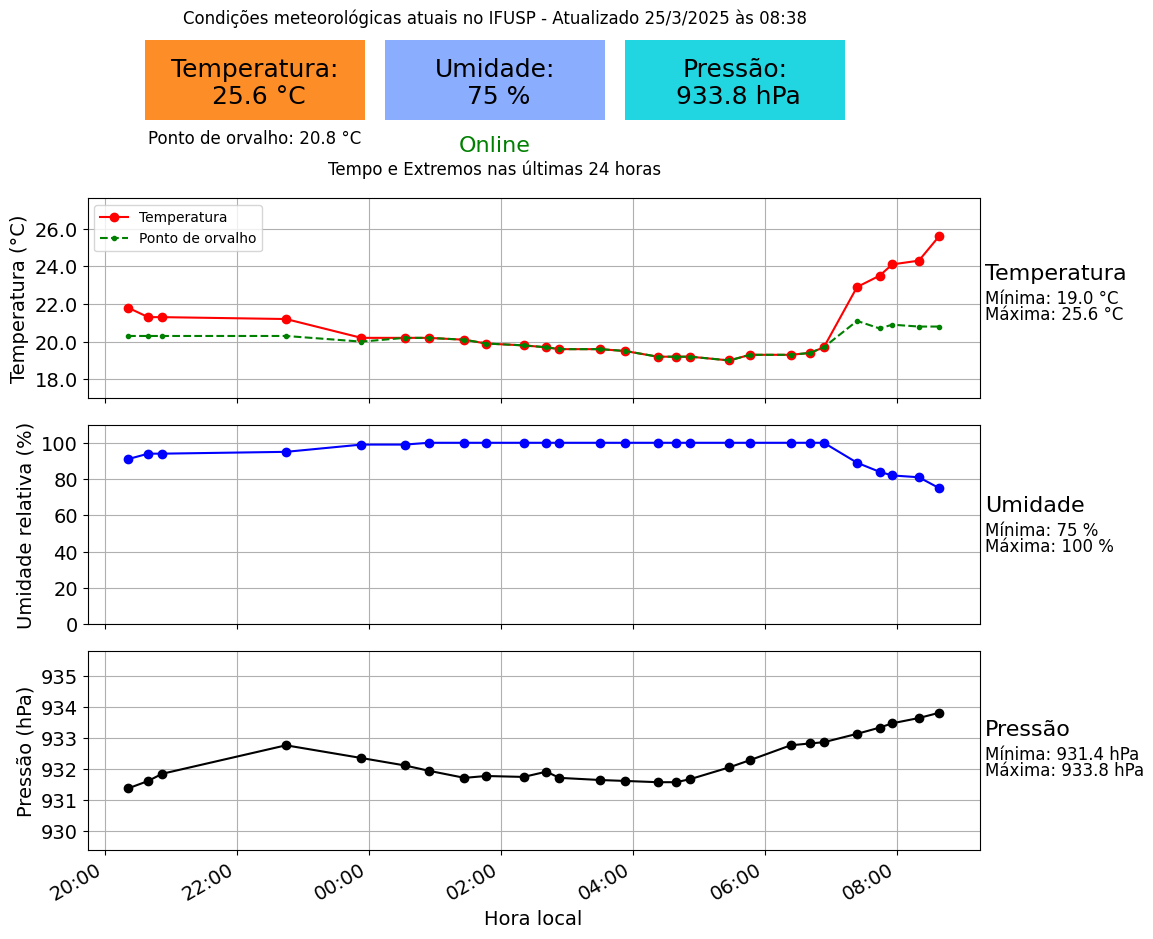 Condições meteorológicas atuais no IFUSP - Atualizado 25/3/2025 às 08:38
Temperatura:
25.6 °C
Umidade:
75 %
Pressão:
933.8 hPa
Ponto de orvalho: 20.8 °C
Online
Tempo e Extremos nas últimas 24 horas
Temperatura (°C)
26.0
24.0
22.0
20.0
18.0
Temperatura
Ponto de orvalho
Temperatura
Mínima: 19.0 °C
Máxima: 25.6 °C
Umidade relativa (%)
100
80
60
40
20
0
Umidade
Mínima: 75 %
Máxima: 100 %
Pressão (hPa)
935
934
933
932
931
930
Pressão
Mínima: 931.4 hPa
Máxima: 933.8 hPa
20:00
22:00
00:00
02:00
04:00
06:00
08:00
Hora local